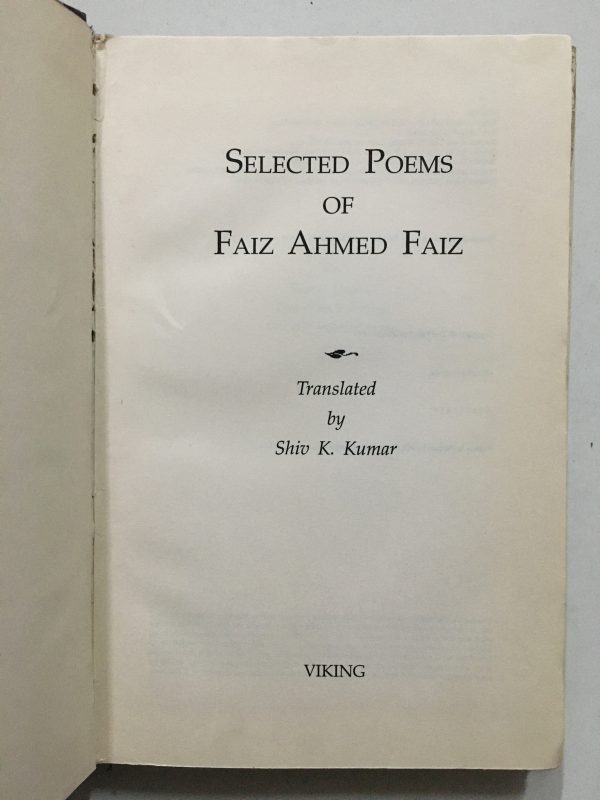 SELECTED POEMS
OF
FAIZ AHMED FAIZ
Translated
by
Shiv K. Kumar
VIKING